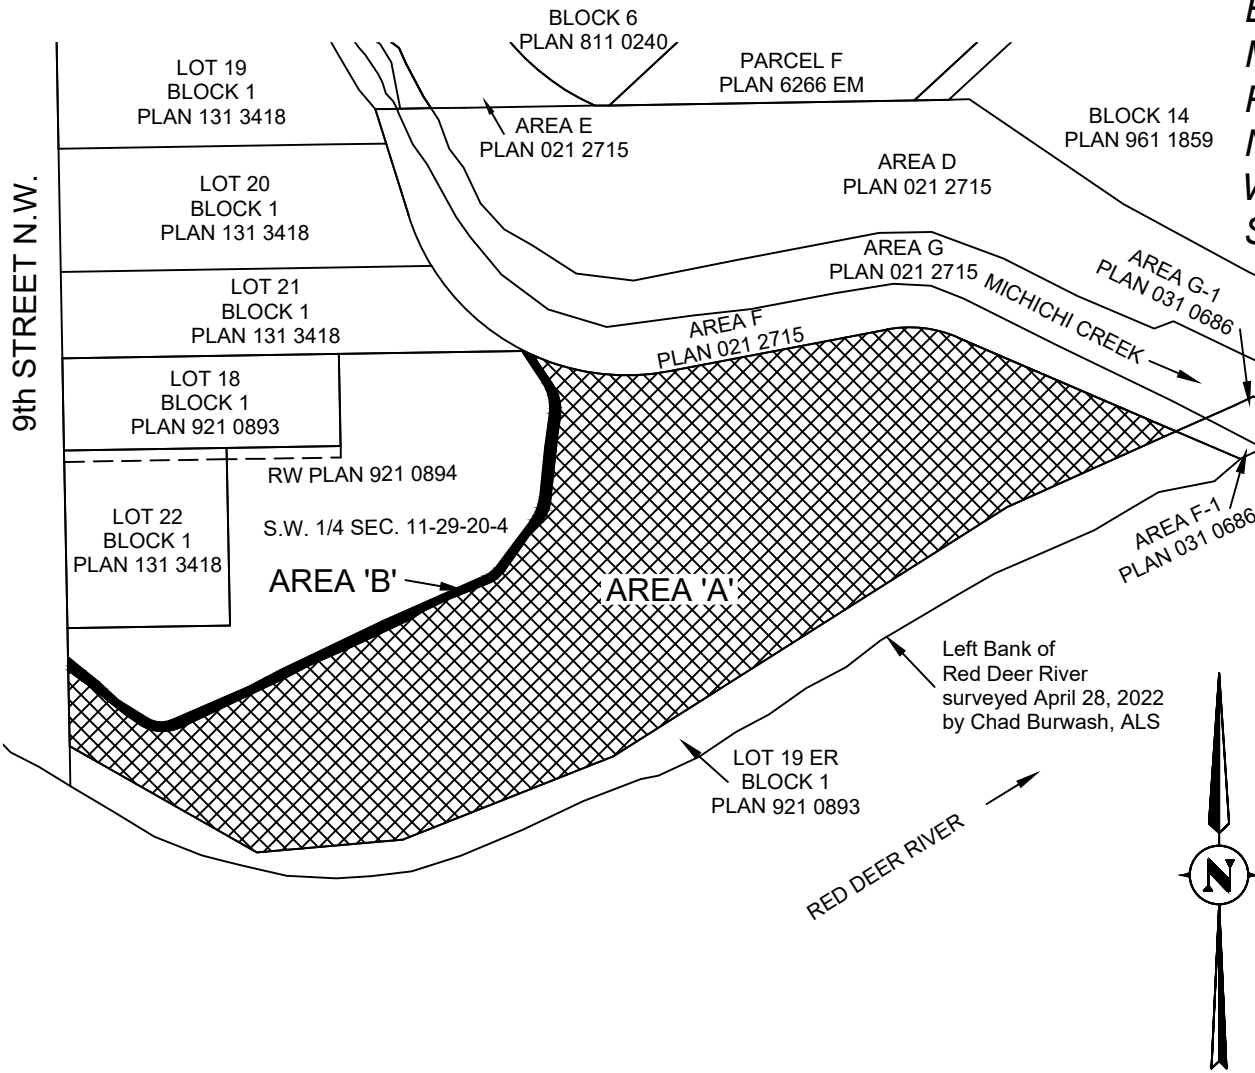 BLOCK 6
PLAN 811 0240
LOT 19
BLOCK 1
PLAN 131 3418
PARCEL F
PLAN 6266 EM
AREA E
PLAN 021 2715
BLOCK 14
PLAN 961 1859
AREA D
PLAN 021 2715
LOT 20
BLOCK 1
PLAN 131 3418
9th STREET N.W.
AREA G
PLAN 021 2715
AREA G-1
PLAN 031 0686
MICHICHI CREEK
LOT 21
BLOCK 1
PLAN 131 3418
AREA F
PLAN 021 2715
LOT 18
BLOCK 1
PLAN 921 0893
RW PLAN 921 0894
S.W. 1/4 SEC. 11-29-20-4
LOT 22
BLOCK 1
PLAN 131 3418
AREA F-1
PLAN 031 0686
AREA 'B'
AREA 'A'
Left Bank of
Red Deer River
surveyed April 28, 2022
by Chad Burwash, ALS
LOT 19 ER
BLOCK 1
PLAN 921 0893
RED DEER RIVER
N